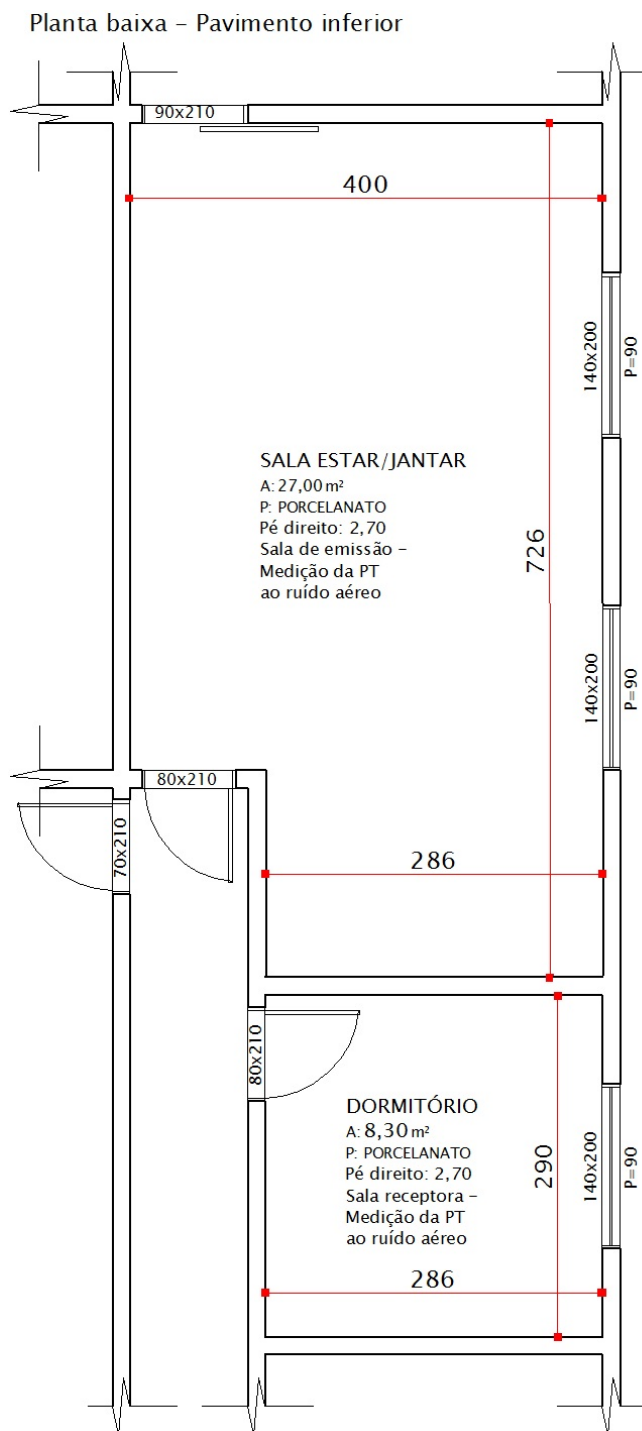 Planta baixa – Pavimento inferior
90x210
400
140x200
P=90
SALA ESTAR/JANTAR
A: 27,00 m²
P: PORCELANATO
Pé direito: 2,70
Sala de emissão –
Medição da PT
ao ruído aéreo
726
140x200
P=90
80x210
70x210
286
80x210
DORMITÓRIO
A: 8,30 m²
P: PORCELANATO
Pé direito: 2,70
Sala receptora –
Medição da PT
ao ruído aéreo
290
140x200
P=90
286